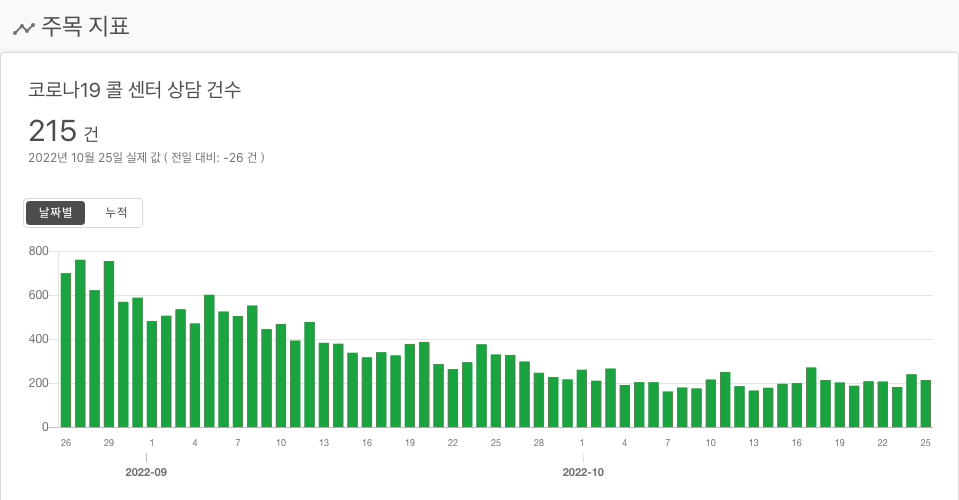 주목 지표
코로나19 콜 센터 상담 건수
215 건
2022년 10월 25일 실제 값 ( 전일 대비: -26 건 )
날짜별 누적
800
600
400
200
0
26 29 1 4 7 10 13 16 19 22 25 28 1 4 7 10 13 16 19 22 25
2022-09 2022-10